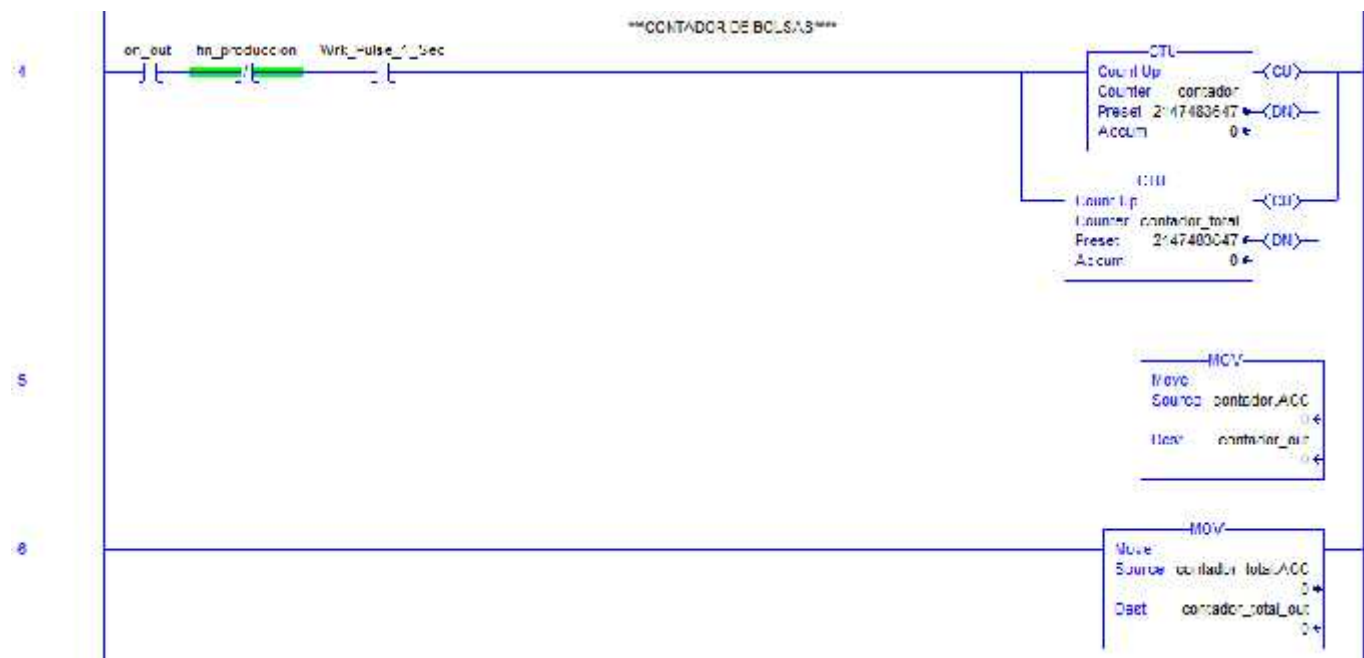 ***CONTADOR DE BOLSAS****
on_out fin_produccion Wrk_Pulse_1_Sec
4
CTU
Count Up
Counter contador
Preset 2147483647
Accum 0
(CU)
(DN)
CTU
Count Up
Counter contador_total
Preset 2147483647
Accum 0
(CU)
(DN)
5
MOV
Move
Source contador.ACC
0
Dest contador_out
0
6
MOV
Move
Source contador_total.ACC
0
Dest contador_total_out
0